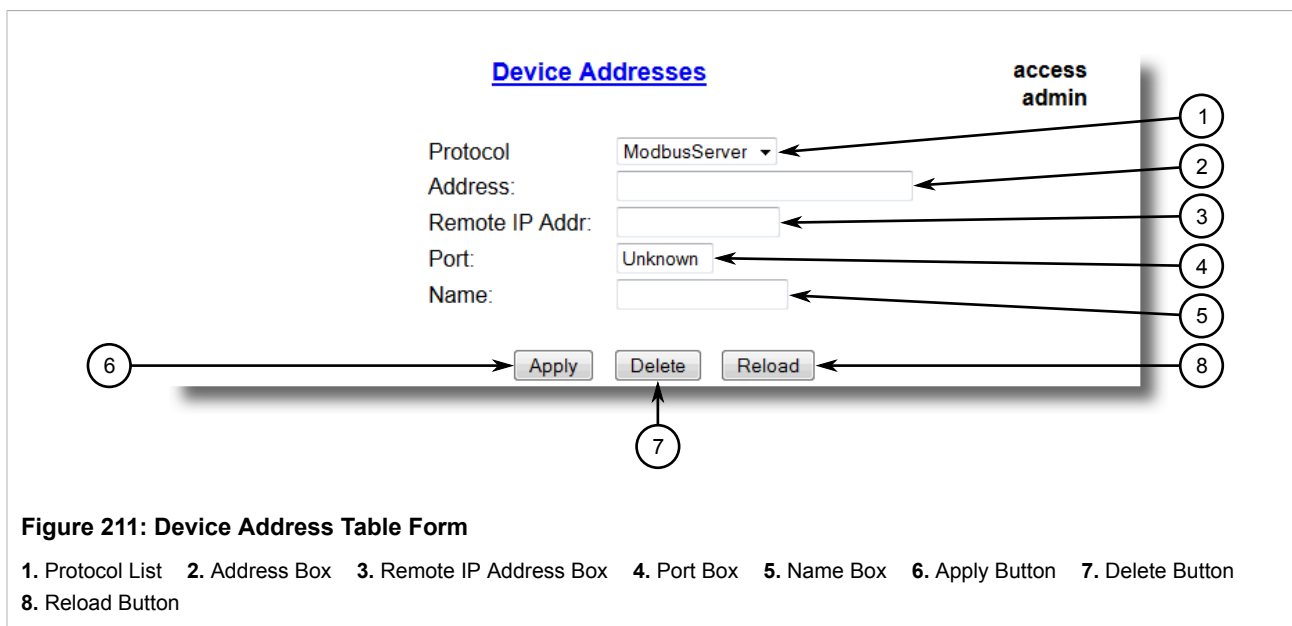 Device Addresses
access
admin
1
Protocol
ModbusServer
2
Address:
3
Remote IP Addr:
4
Port:
Unknown
5
Name:
6
Apply
Delete
Reload
8
7
Figure 211: Device Address Table Form
1. Protocol List 2. Address Box 3. Remote IP Address Box 4. Port Box 5. Name Box 6. Apply Button 7. Delete Button
8. Reload Button